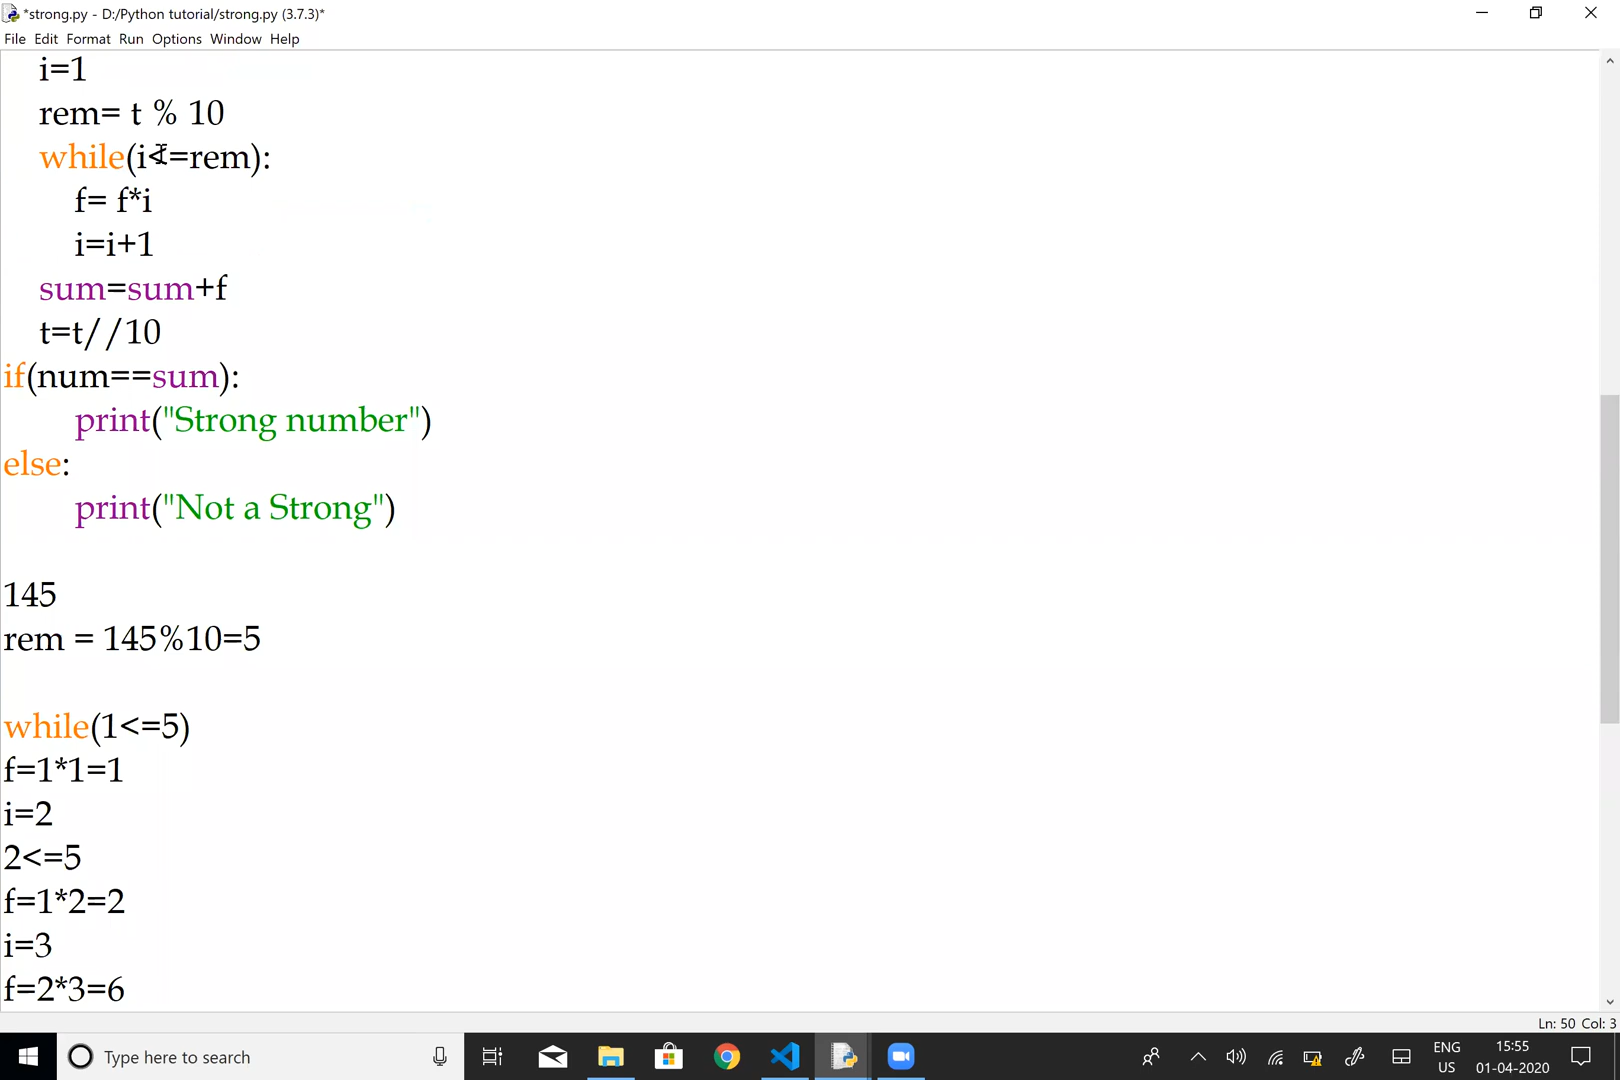 *strong.py - D:/Python tutorial/strong.py (3.7.3)*
File Edit Format Run Options Window Help
i=1
rem= t % 10
while(i<=rem):
f= f*i
i=i+1
sum=sum+f
t=t//10
if(num==sum):
print("Strong number")
else:
print("Not a Strong")
145
rem = 145%10=5
while(1<=5)
f=1*1=1
i=2
2<=5
f=1*2=2
i=3
f=2*3=6
Ln: 50 Col: 3
Type here to search
ENG
US
15:55
01-04-2020